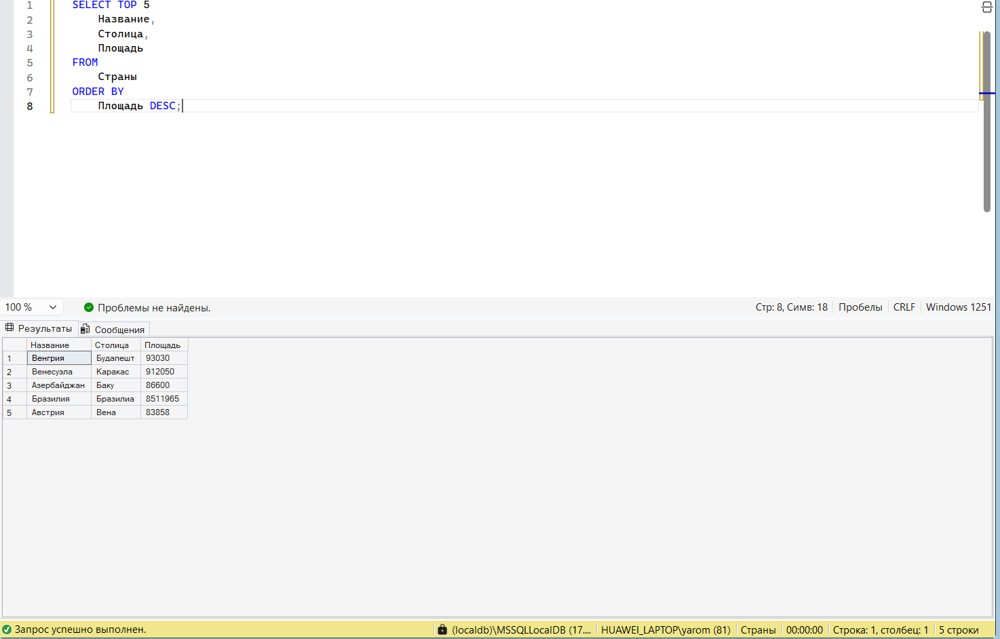 1 SELECT TOP 5
2 Название,
3 Столица,
4 Площадь
5 FROM
6 Страны
7 ORDER BY
8 Площадь DESC;
100 % Проблемы не найдены. Стр: 8, Симв: 18 Пробелы CRLF Windows 1251
Результаты Сообщения
Название Столица Площадь
1 Венгрия Будапешт 93030
2 Венесуэла Каракас 912050
3 Азербайджан Баку 86600
4 Бразилия Бразилиа 8511965
5 Австрия Вена 83858
Запрос успешно выполнен. (localdb)\MSSQLLocalDB (17.... HUAWEI_LAPTOP\yarom (81) Страны 00:00:00 Строка: 1, столбец: 1 5 строки